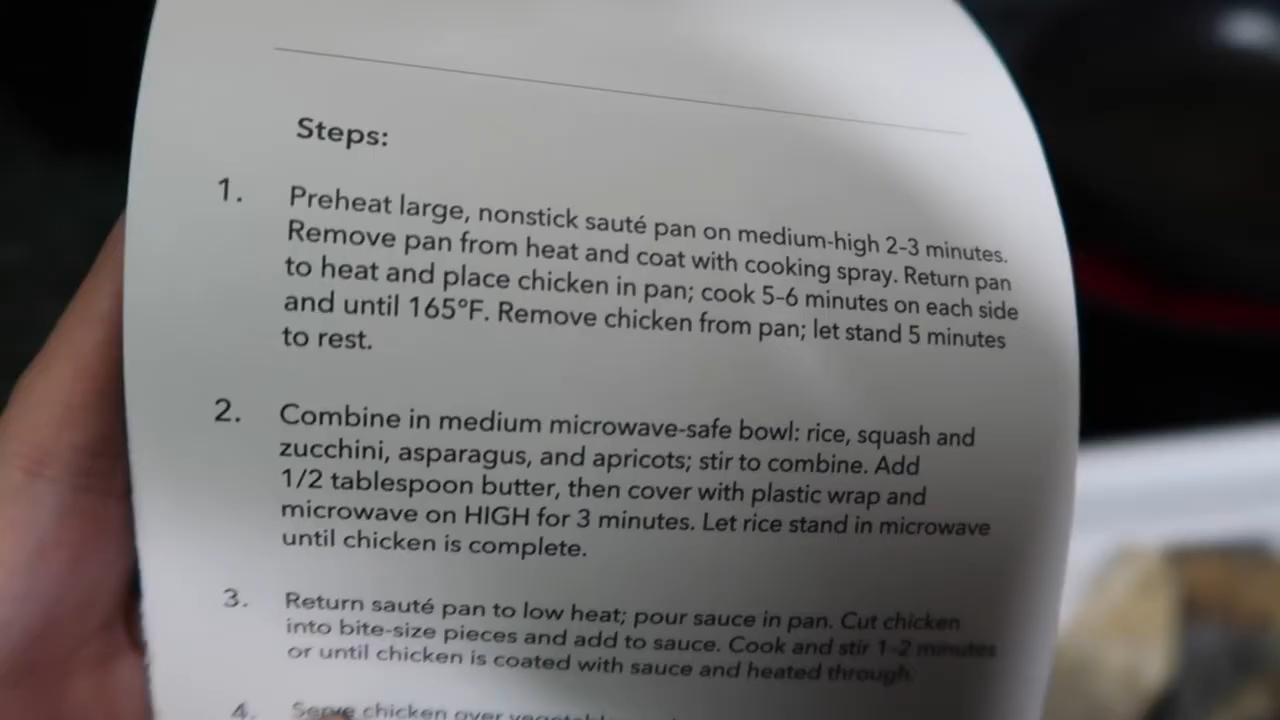 Steps:
1. Preheat large, nonstick sauté pan on medium-high 2-3 minutes.
Remove pan from heat and coat with cooking spray. Return pan
to heat and place chicken in pan; cook 5-6 minutes on each side
and until 165°F. Remove chicken from pan; let stand 5 minutes
to rest.
2. Combine in medium microwave-safe bowl: rice, squash and
zucchini, asparagus, and apricots; stir to combine. Add
1/2 tablespoon butter, then cover with plastic wrap and
microwave on HIGH for 3 minutes. Let rice stand in microwave
until chicken is complete.
3. Return sauté pan to low heat; pour sauce in pan. Cut chicken
into bite-size pieces and add to sauce. Cook and stir 1-2 minutes
or until chicken is coated with sauce and heated through.
4. Serve chicken over